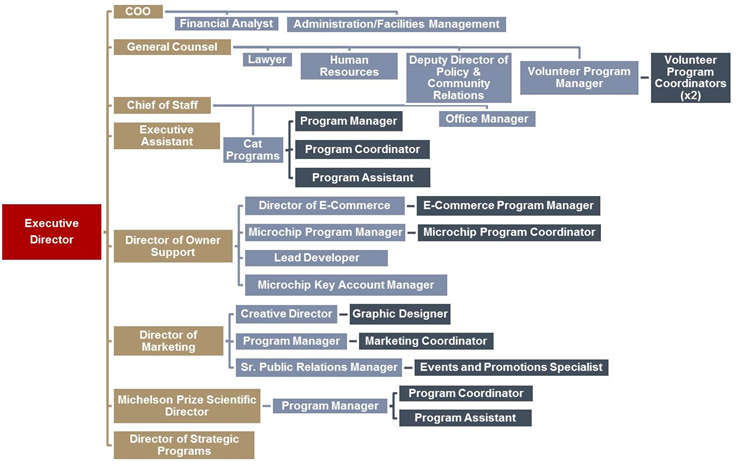 COO
Financial Analyst
Administration/Facilities Management
General Counsel
Lawyer
Human
Resources
Deputy Director of
Policy &
Community
Relations
Volunteer Program
Manager
Volunteer
Program
Coordinators
(x2)
Chief of Staff
Office Manager
Executive
Assistant
Cat
Programs
Program Manager
Program Coordinator
Program Assistant
Executive
Director
Director of Owner
Support
Director of E-Commerce
E-Commerce Program Manager
Microchip Program Manager
Microchip Program Coordinator
Lead Developer
Microchip Key Account Manager
Director of
Marketing
Creative Director
Graphic Designer
Program Manager
Marketing Coordinator
Sr. Public Relations Manager
Events and Promotions Specialist
Michelson Prize Scientific
Director
Program Manager
Program Coordinator
Program Assistant
Director of Strategic
Programs